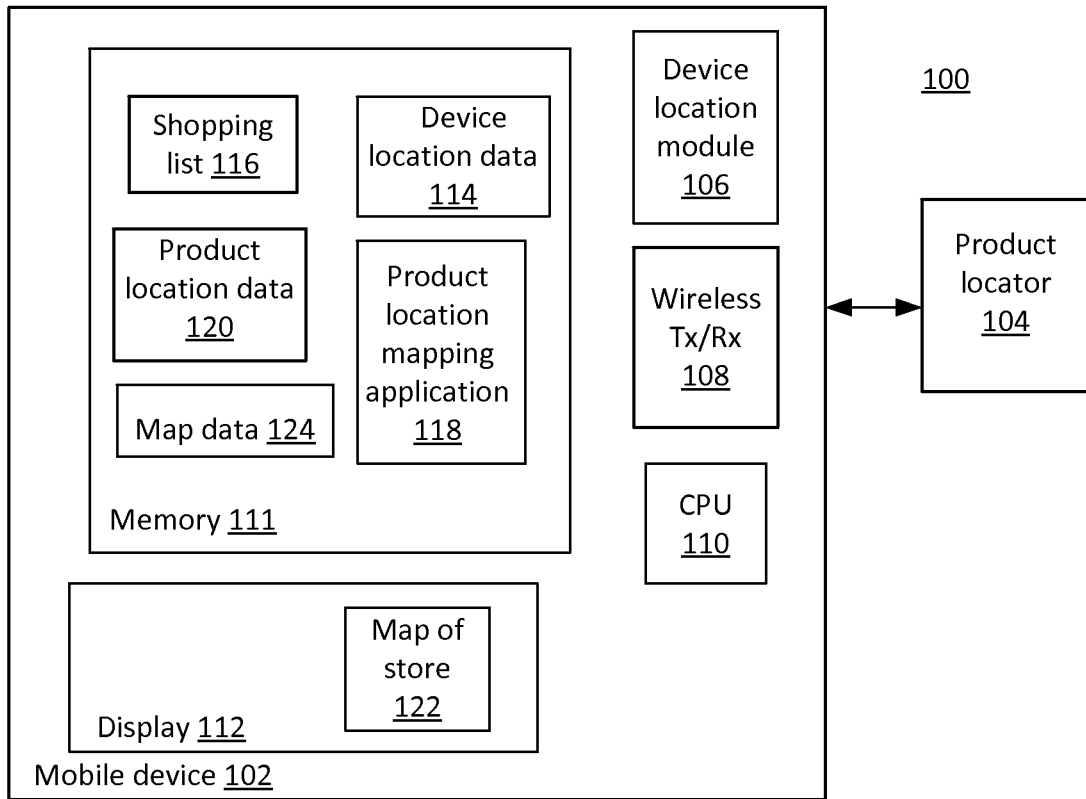 Shopping
list 116
Device
location data
114
Product
location data
120
Product
location
mapping
application
118
Map data 124
Memory 111
Map of
store
122
Display 112
Mobile device 102
Device
location
module
106
Wireless
Tx/Rx
108
CPU
110
100
Product
locator
104